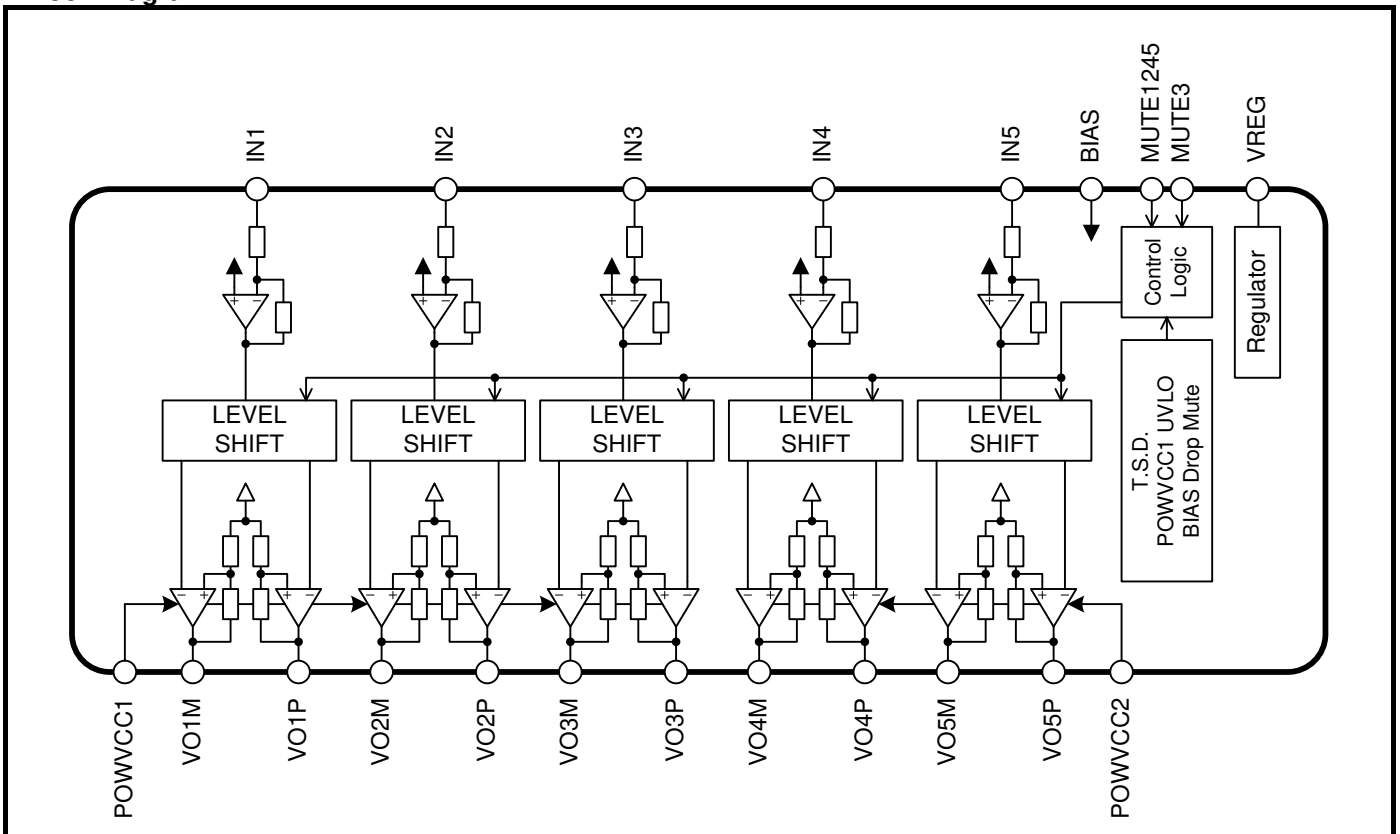 IN1
IN2
IN3
IN4
IN5
BIAS
MUTE1245
MUTE3
VREG
+ −
+ −
+ −
+ −
+ −
Control
Logic
Regulator
LEVEL
SHIFT
LEVEL
SHIFT
LEVEL
SHIFT
LEVEL
SHIFT
LEVEL
SHIFT
T.S.D.
POWVCC1 UVLO
BIAS Drop Mute
− +
+ −
− +
+ −
− +
+ −
− +
+ −
− +
+ −
POWVCC1
VO1M
VO1P
VO2M
VO2P
VO3M
VO3P
VO4M
VO4P
VO5M
VO5P
POWVCC2